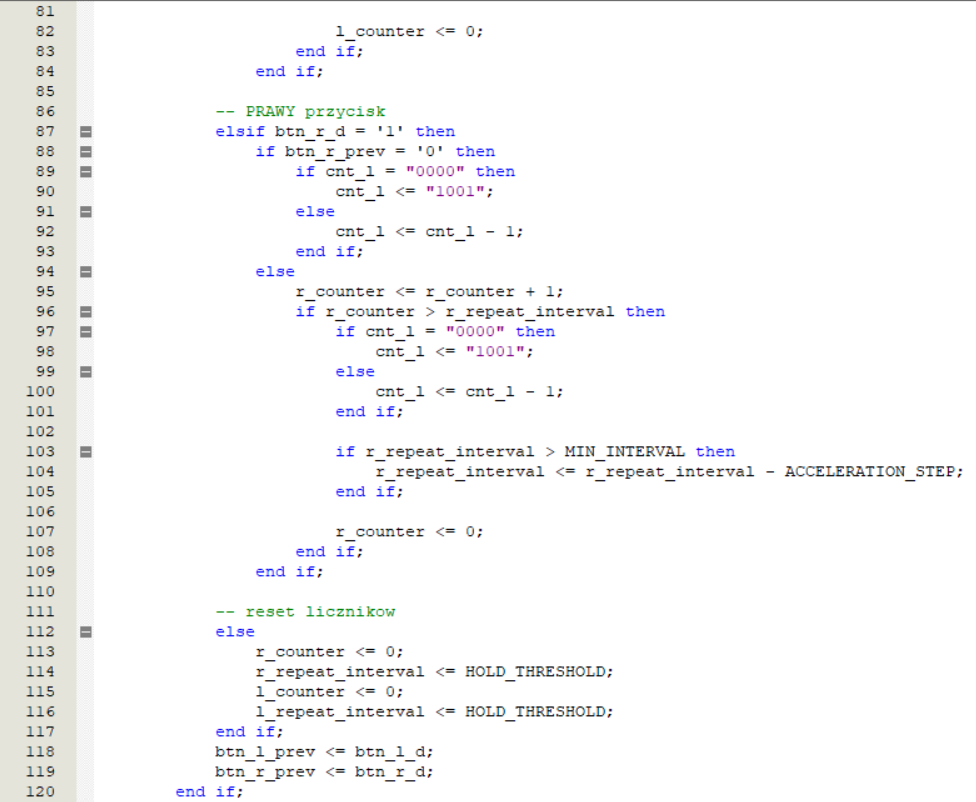 81
82 l_counter <= 0;
83 end if;
84 end if;
85
86 -- PRAWY przycisk
87 elsif btn_r_d = '1' then
88 if btn_r_prev = '0' then
89 if cnt_l = "0000" then
90 cnt_l <= "1001";
91 else
92 cnt_l <= cnt_l - 1;
93 end if;
94 else
95 r_counter <= r_counter + 1;
96 if r_counter > r_repeat_interval then
97 if cnt_l = "0000" then
98 cnt_l <= "1001";
99 else
100 cnt_l <= cnt_l - 1;
101 end if;
102
103 if r_repeat_interval > MIN_INTERVAL then
104 r_repeat_interval <= r_repeat_interval - ACCELERATION_STEP;
105 end if;
106
107 r_counter <= 0;
108 end if;
109 end if;
110
111 -- reset licznikow
112 else
113 r_counter <= 0;
114 r_repeat_interval <= HOLD_THRESHOLD;
115 l_counter <= 0;
116 l_repeat_interval <= HOLD_THRESHOLD;
117 end if;
118 btn_l_prev <= btn_l_d;
119 btn_r_prev <= btn_r_d;
120 end if;